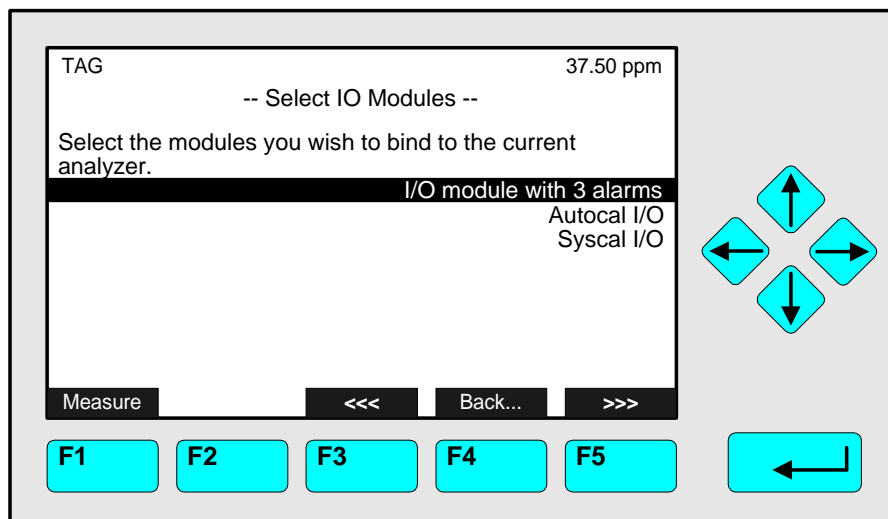 TAG 37.50 ppm
-- Select IO Modules --
Select the modules you wish to bind to the current
analyzer.
I/O module with 3 alarms
Autocal I/O
Syscal I/O
Measure <<< Back... >>>
F1 F2 F3 F4 F5